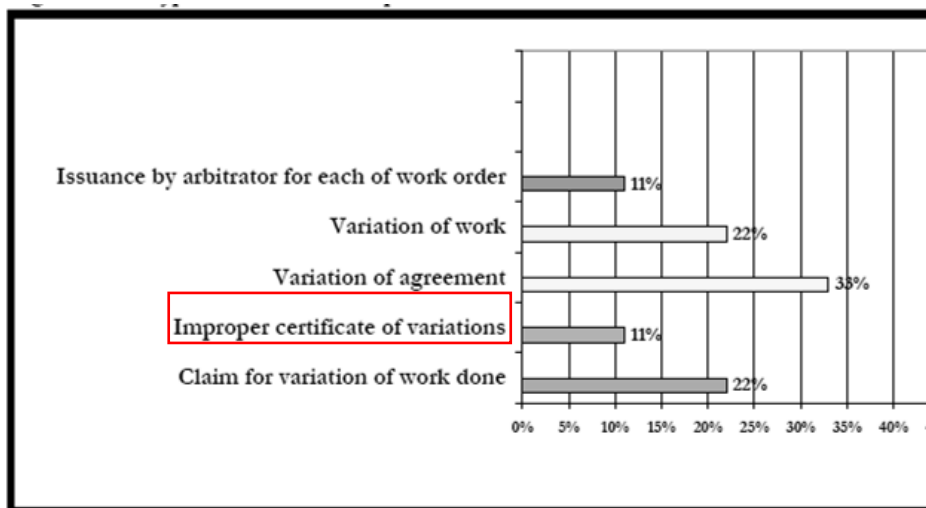 Issuance by arbitrator for each of work order
11%
Variation of work
22%
Variation of agreement
33%
Improper certificate of variations
11%
Claim for variation of work done
22%
0% 5% 10% 15% 20% 25% 30% 35% 40%